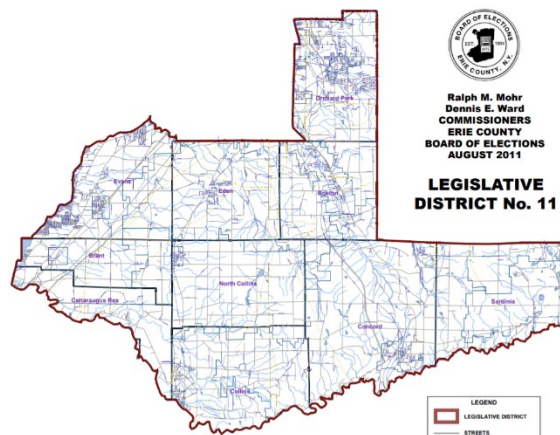 BOARD OF ELECTIONS
EST. 1881
ERIE COUNTY, N.Y.
Ralph M. Mohr
Dennis E. Ward
COMMISSIONERS
ERIE COUNTY
BOARD OF ELECTIONS
AUGUST 2011
LEGISLATIVE
DISTRICT No. 11
Orchard Park
Evans
Eden
Boston
Brant
North Collins
Cattaraugus Res
Concord
Sardinia
Collins
LEGEND
LEGISLATIVE DISTRICT
STREETS